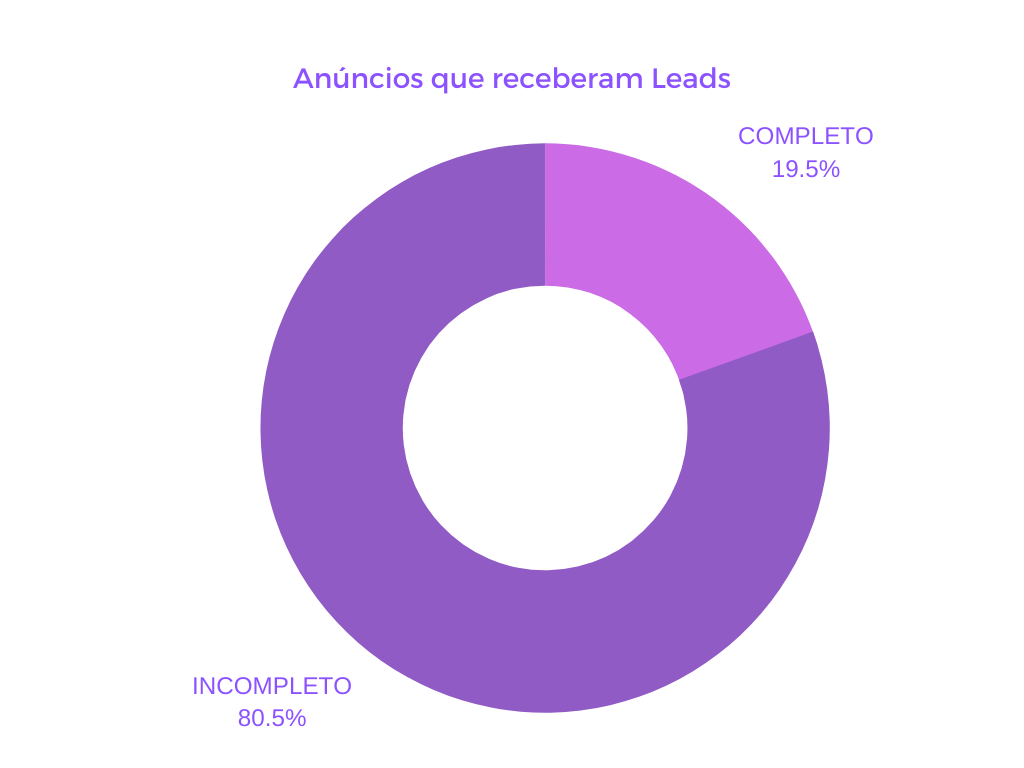 Anúncios que receberam Leads
COMPLETO
19.5%
INCOMPLETO
80.5%